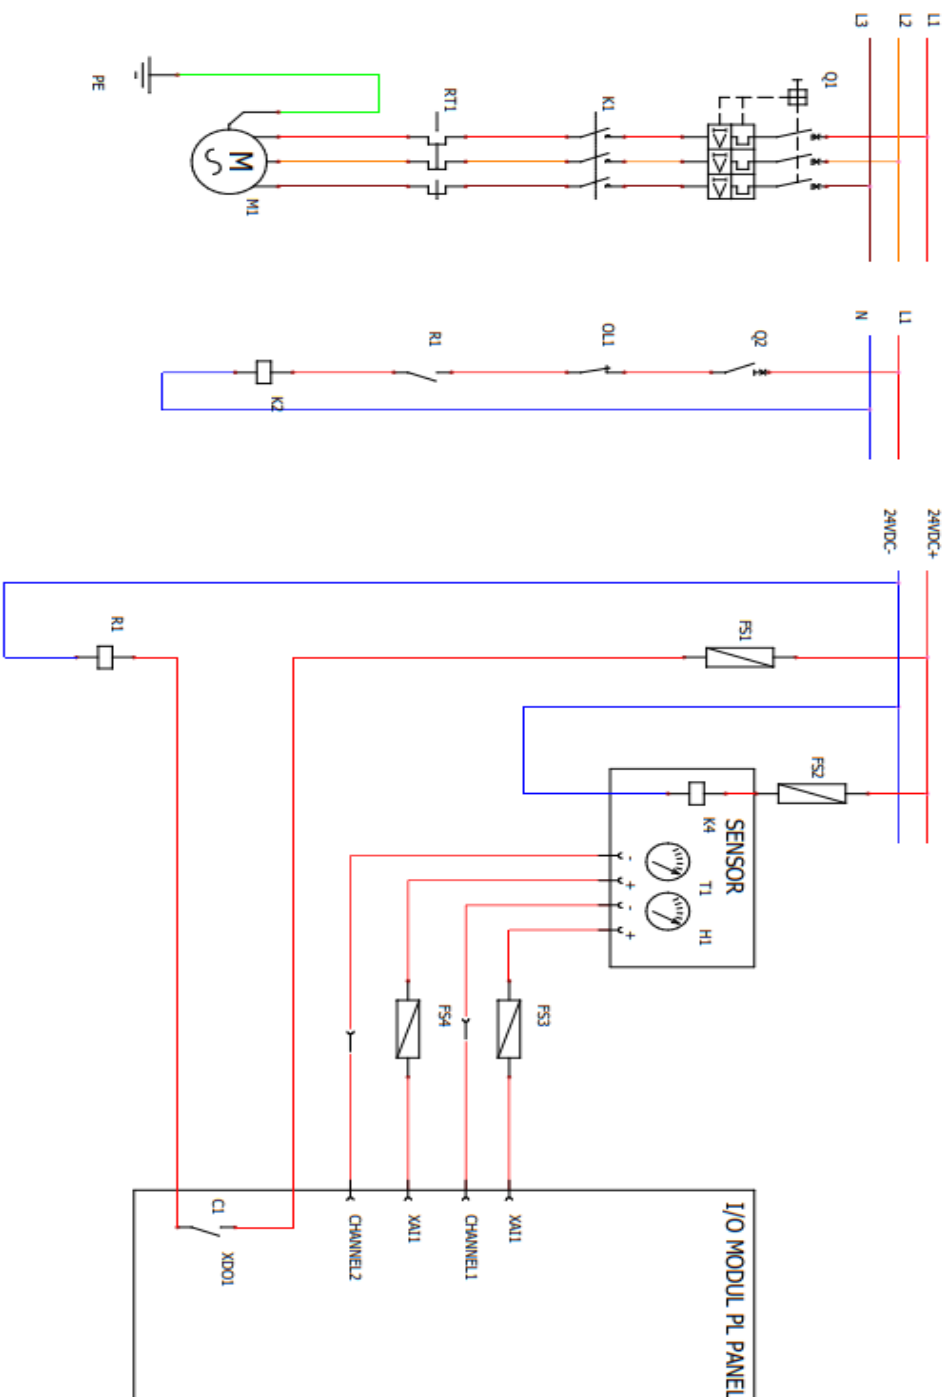 L1
L2
L3
Q1
K1
RT1
PE
M
M1
L1
N
Q2
OL1
R1
K2
24VDC+
24VDC-
FS1
R1
FS2
SENSOR
K4
T1
H1
-
+
-
+
FS3
FS4
I/O MODUL PL PANEL
XAI1
CHANNEL1
XAI1
CHANNEL2
C1
XDO1